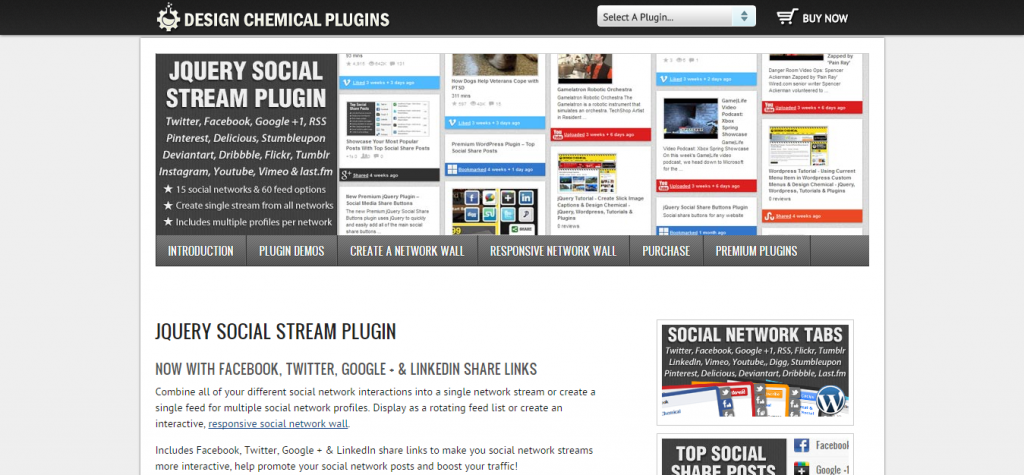 DESIGN CHEMICAL PLUGINS
Select A Plugin...
BUY NOW
JQUERY SOCIAL
STREAM PLUGIN
Twitter, Facebook, Google +1, RSS
Pinterest, Delicious, Stumbleupon
Deviantart, Dribbble, Flickr, Tumblr
Instagram, Youtube, Vimeo & last.fm
★ 15 social networks & 60 feed options
★ Create single stream from all networks
★ Includes multiple profiles per network
Liked 3 weeks + 3 days ago
Showcase Your Most Popular
Posts With Top Social Share Posts
Shared 4 weeks ago
New Premium jQuery Plugin -
Social Media Share Buttons
The new Premium jQuery Social Share
Buttons plugin uses jQuery to quickly
and easily add all of the main social
share buttons ...
How Dogs Help Veterans Cope with
PTSD
311 mins
Liked 3 weeks + 5 days ago
Premium WordPress Plugin - Top
Social Share Posts
Bookmarked 4 weeks + 1 day ago
SHARE
Gamelatron Robotic Orchestra
The Gamelatron is a robotic
instrument that
emulates an orchestra. TechShop Artist
in Resident ...
Uploaded 3 weeks + 6 days ago
jQuery Tutorial - Create Slick Image
Captions & Design Chemical -
jQuery, Wordpress, Tutorials &
Plugins
0 reviews
Liked 3 weeks + 5 days ago
Game|Life
Video
Podcast:
Xbox
Spring
Showcase
Game|Life
Video Podcast: Xbox Spring Showcase
On this week's Game|Life video
podcast, we head down to Microsoft
for the ...
Uploaded 3 weeks + 6 days ago
jQuery Social Share Buttons Plugin
Social share buttons for any website
Bookmarked 1 month ago
Danger Room Video Ops: Spencer
Ackerman Zapped by 'Pain Ray'
Wired.com senior writer Spencer
Ackerman volunteered to ...
Uploaded 3 weeks + 6 days ago
Wordpress Tutorial - Using Current
Menu Item in Wordpress Custom
Menus & Design Chemical - jQuery,
Wordpress, Tutorials & Plugins
0 reviews
Shared 4 weeks ago
INTRODUCTION
PLUGIN DEMOS
CREATE A NETWORK WALL
RESPONSIVE NETWORK WALL
PURCHASE
PREMIUM PLUGINS
JQUERY SOCIAL STREAM PLUGIN
NOW WITH FACEBOOK, TWITTER, GOOGLE + & LINKEDIN SHARE LINKS
Combine all of your different social network interactions into a single network stream or create a
single feed for multiple social network profiles. Display as a rotating feed list or create an
interactive, responsive social network wall.
Includes Facebook, Twitter, Google + & LinkedIn share links to make you social network streams
more interactive, help promote your social network posts and boost your traffic!
SOCIAL NETWORK TABS
Twitter, Facebook, Google +1, RSS, Flickr, Tumblr
LinkedIn, Vimeo, Youtube,, Digg, Stumbleupon
Pinterest, Delicious, Deviantart, Dribbble, Last.fm
TOP SOCIAL
SHARE POSTS
Facebook
Google +1